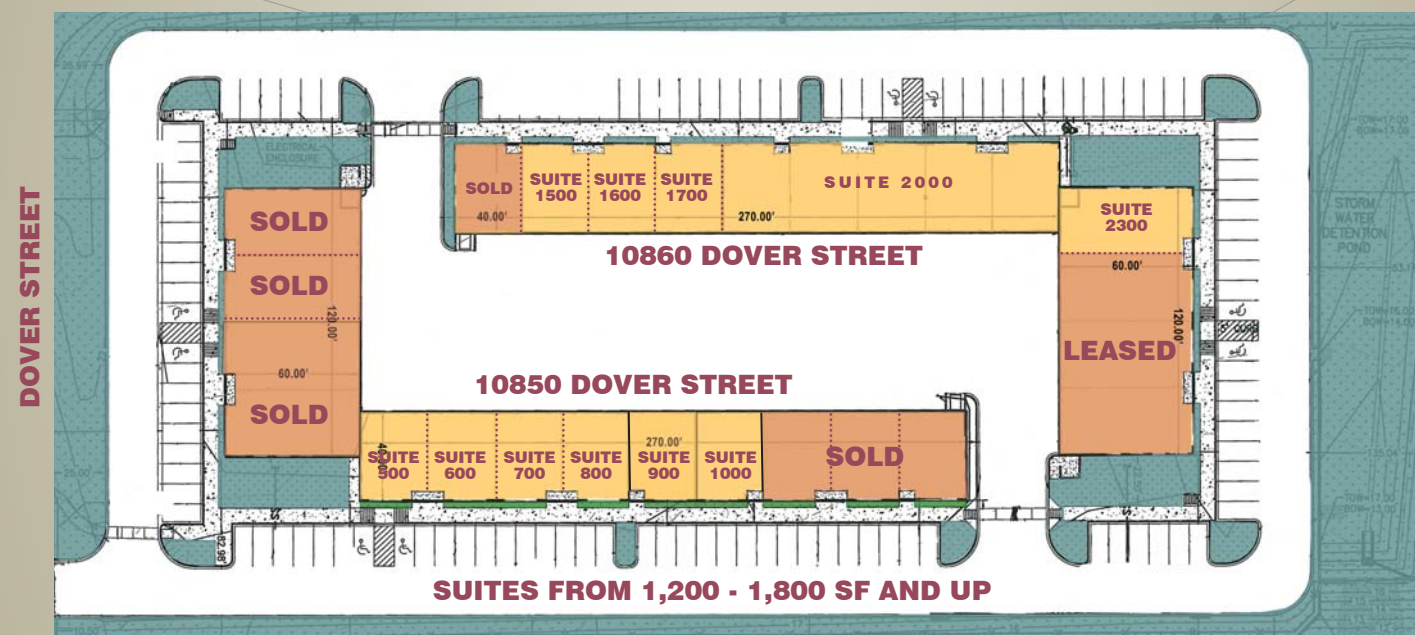 DOVER STREET
ELEC.
STORM
WATER
DETENTION
POND
SOLD
SUITE
1500
SUITE
1600
SUITE
1700
SUITE 2000
40.00'
270.00'
10860 DOVER STREET
SOLD
SOLD
120.00'
60.00'
SOLD
SUITE
2300
60.00'
120.00'
LEASED
10850 DOVER STREET
270.00'
SUITE
500
SUITE
600
SUITE
700
SUITE
800
SUITE
900
SUITE
1000
SOLD
82.98'
SUITES FROM 1,200 - 1,800 SF AND UP